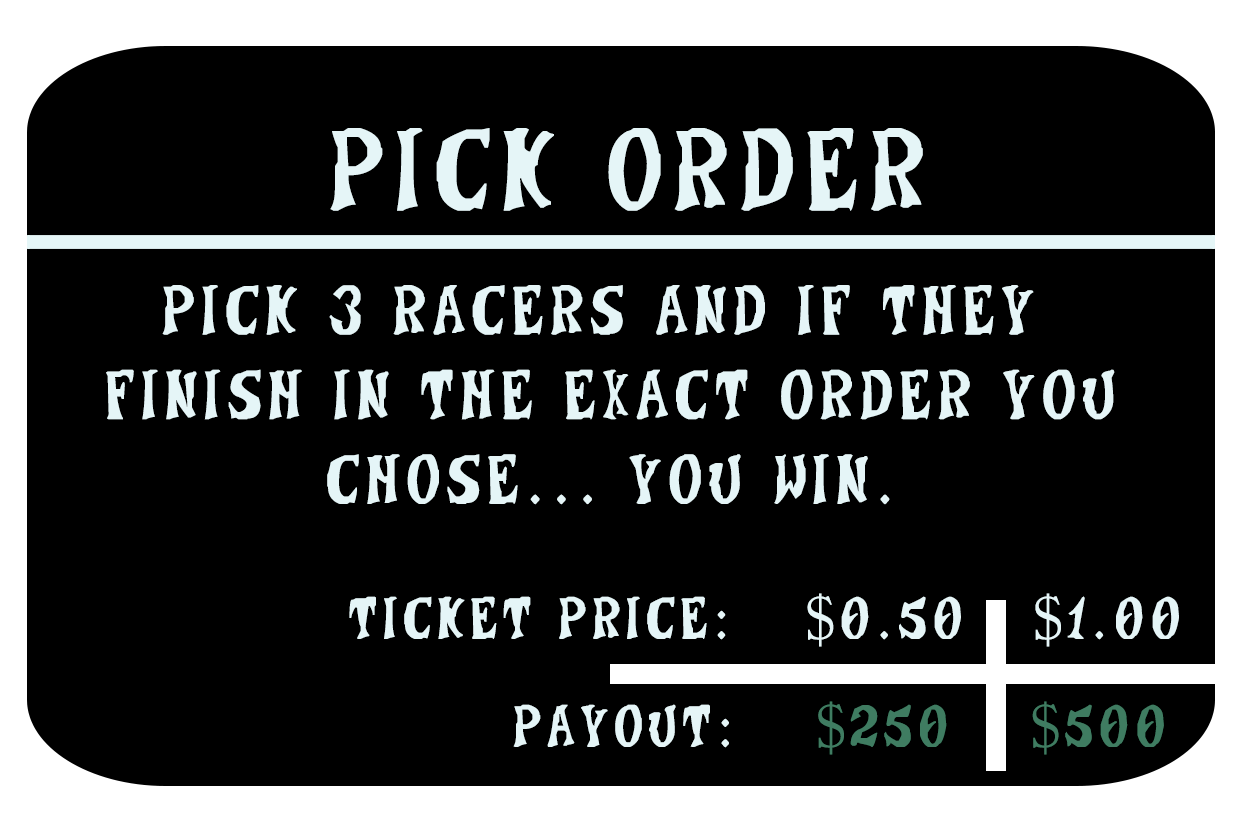 PICK ORDER
PICK 3 RACERS AND IF THEY
FINISH IN THE EXACT ORDER YOU
CHOSE... YOU WIN.
TICKET PRICE: $0.50 $1.00
PAYOUT: $250 $500